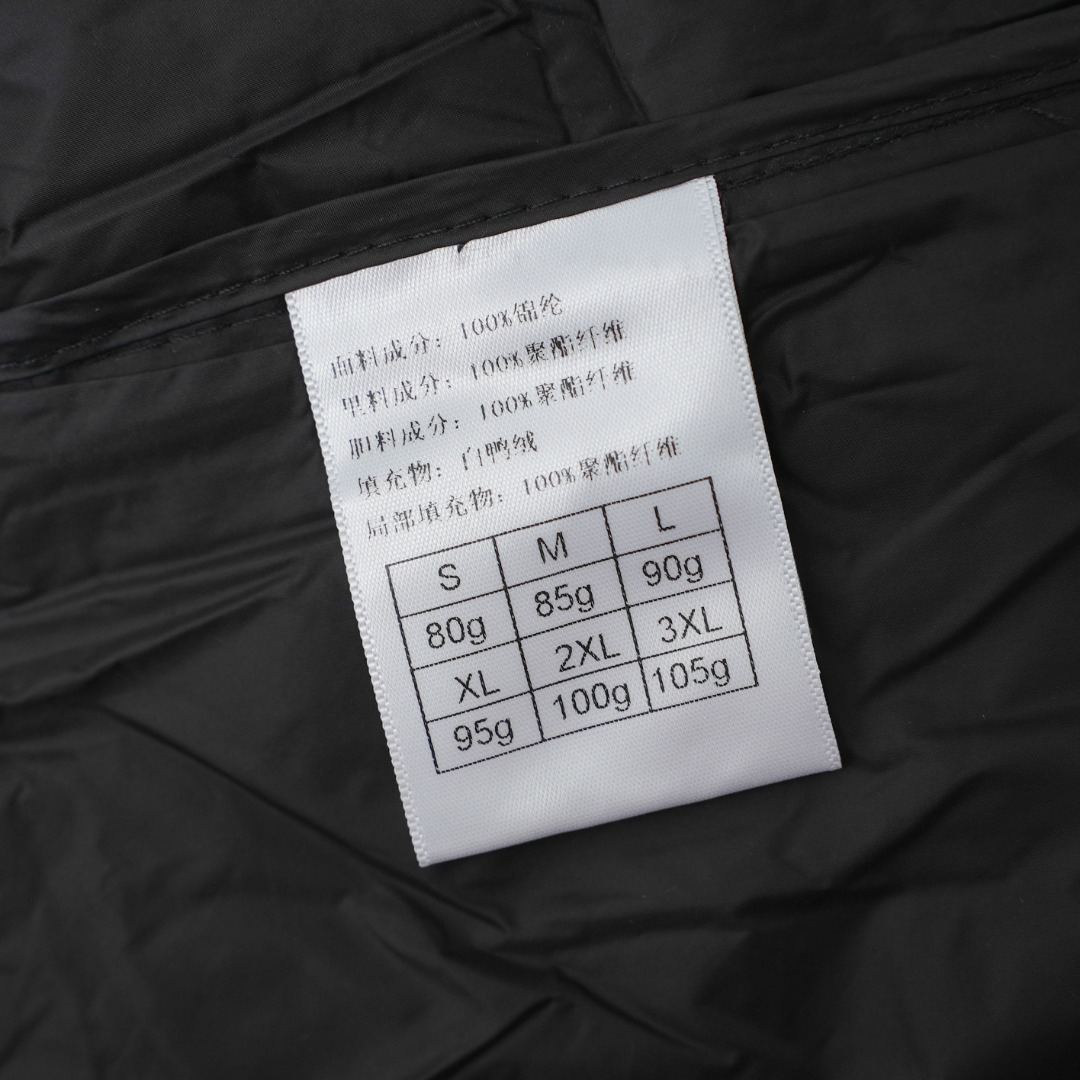 面料成分：100%锦纶
里料成分：100%聚酯纤维
胆料成分：100%聚酯纤维
填充物：白鸭绒
局部填充物：100%聚酯纤维
S M L
80g 85g 90g
XL 2XL 3XL
95g 100g 105g